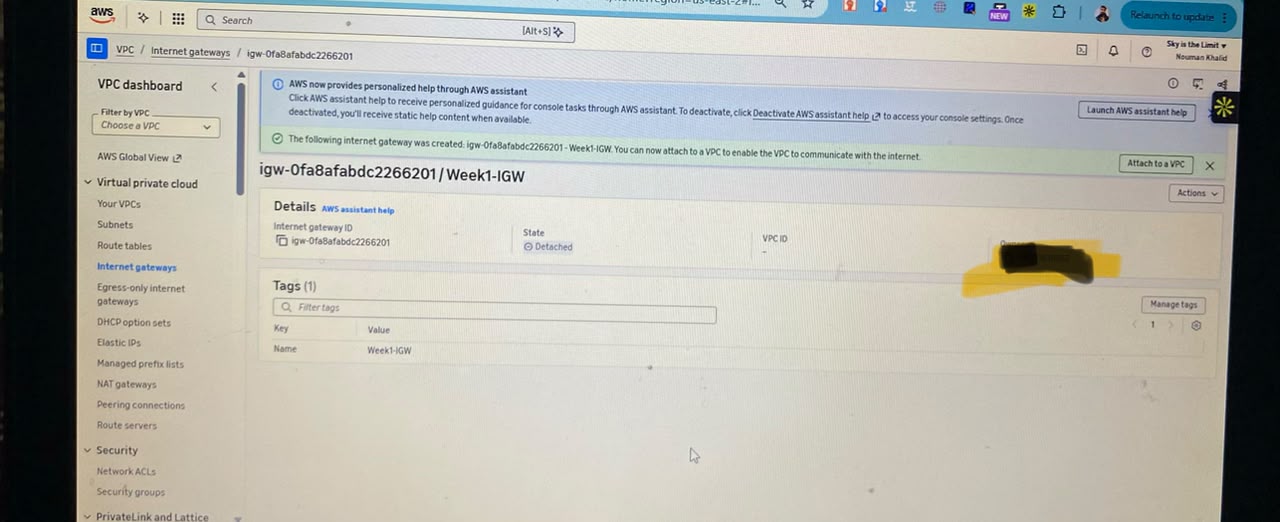 aws
Search
[Alt+S]
NEW
Relaunch to update
VPC / Internet gateways / igw-0fa8afabdc2266201
Sky is the Limit
Nouman Khalid
VPC dashboard
Filter by VPC
Choose a VPC
AWS Global View
Virtual private cloud
Your VPCs
Subnets
Route tables
Internet gateways
Egress-only internet
gateways
DHCP option sets
Elastic IPs
Managed prefix lists
NAT gateways
Peering connections
Route servers
Security
Network ACLs
Security groups
PrivateLink and Lattice
AWS now provides personalized help through AWS assistant
Click AWS assistant help to receive personalized guidance for console tasks through AWS assistant. To deactivate, click Deactivate AWS assistant help to access your console settings. Once
deactivated, you'll receive static help content when available.
Launch AWS assistant help
The following internet gateway was created: igw-0fa8afabdc2266201 - Week1-IGW. You can now attach to a VPC to enable the VPC to communicate with the internet.
Attach to a VPC
igw-0fa8afabdc2266201 / Week1-IGW
Actions
Details AWS assistant help
Internet gateway ID
igw-0fa8afabdc2266201
State
Detached
VPC ID
-
Tags (1)
Filter tags
Manage tags
1
Key Value
Name Week1-IGW